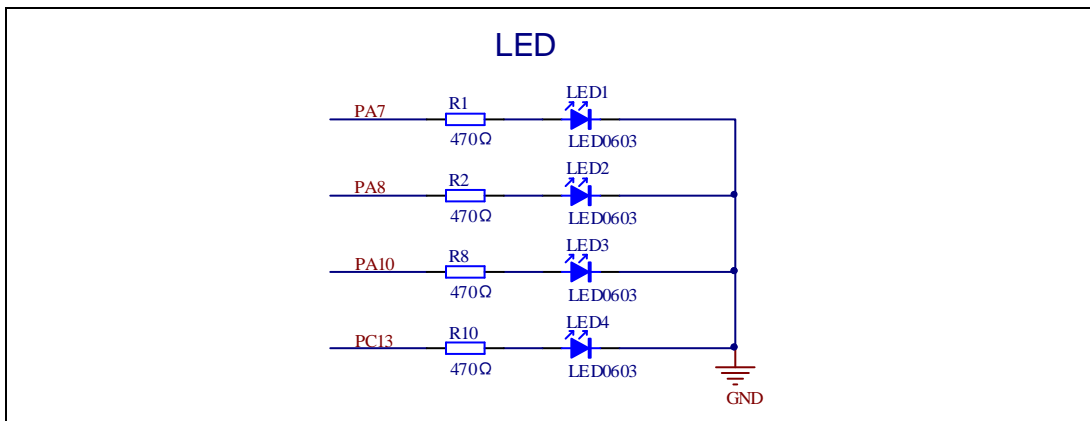 LED
LED1
PA7
R1
470Ω
LED0603
LED2
PA8
R2
470Ω
LED0603
LED3
PA10
R8
470Ω
LED0603
LED4
PC13
R10
470Ω
LED0603
GND